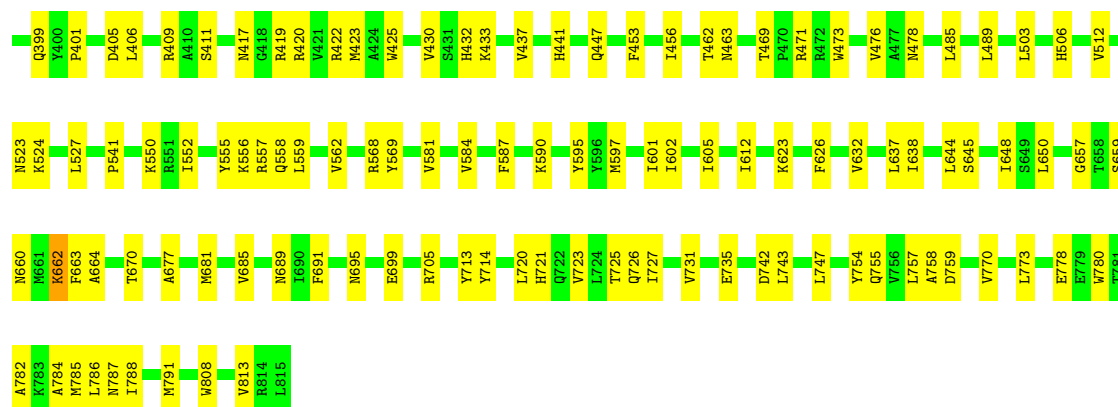 Q399 Y400 P401 D405 L406 R409 A410 S411 N417 G418 R419 R420 V421 R422 M423 A424 W425 V430 S431 H432 K433 V437 H441 Q447 F453 I456 T462 N463 T469 P470 R471 R472 W473 V476 A477 N478 L485 L489 L503 H506 V512
N523 K524 L527 P541 K550 R551 I552 Y555 K556 R557 Q558 L559 V562 R568 Y569 V581 V584 F587 K590 Y595 Y596 M597 I601 I602 I605 I612 K623 F626 V632 L637 I638 L644 S645 I648 S649 L650 G657 T658 S659
N660 M661 K662 F663 A664 T670 A677 M681 V685 N689 I690 F691 N695 E699 R705 Y713 Y714 L720 H721 Q722 V723 L724 T725 Q726 I727 V731 E735 D742 L743 L747 Y754 Q755 V756 L757 A758 D759 V770 L773 E778 E779 W780 T781
A782 K783 A784 M785 L786 N787 I788 M791 W808 V813 R814 L815